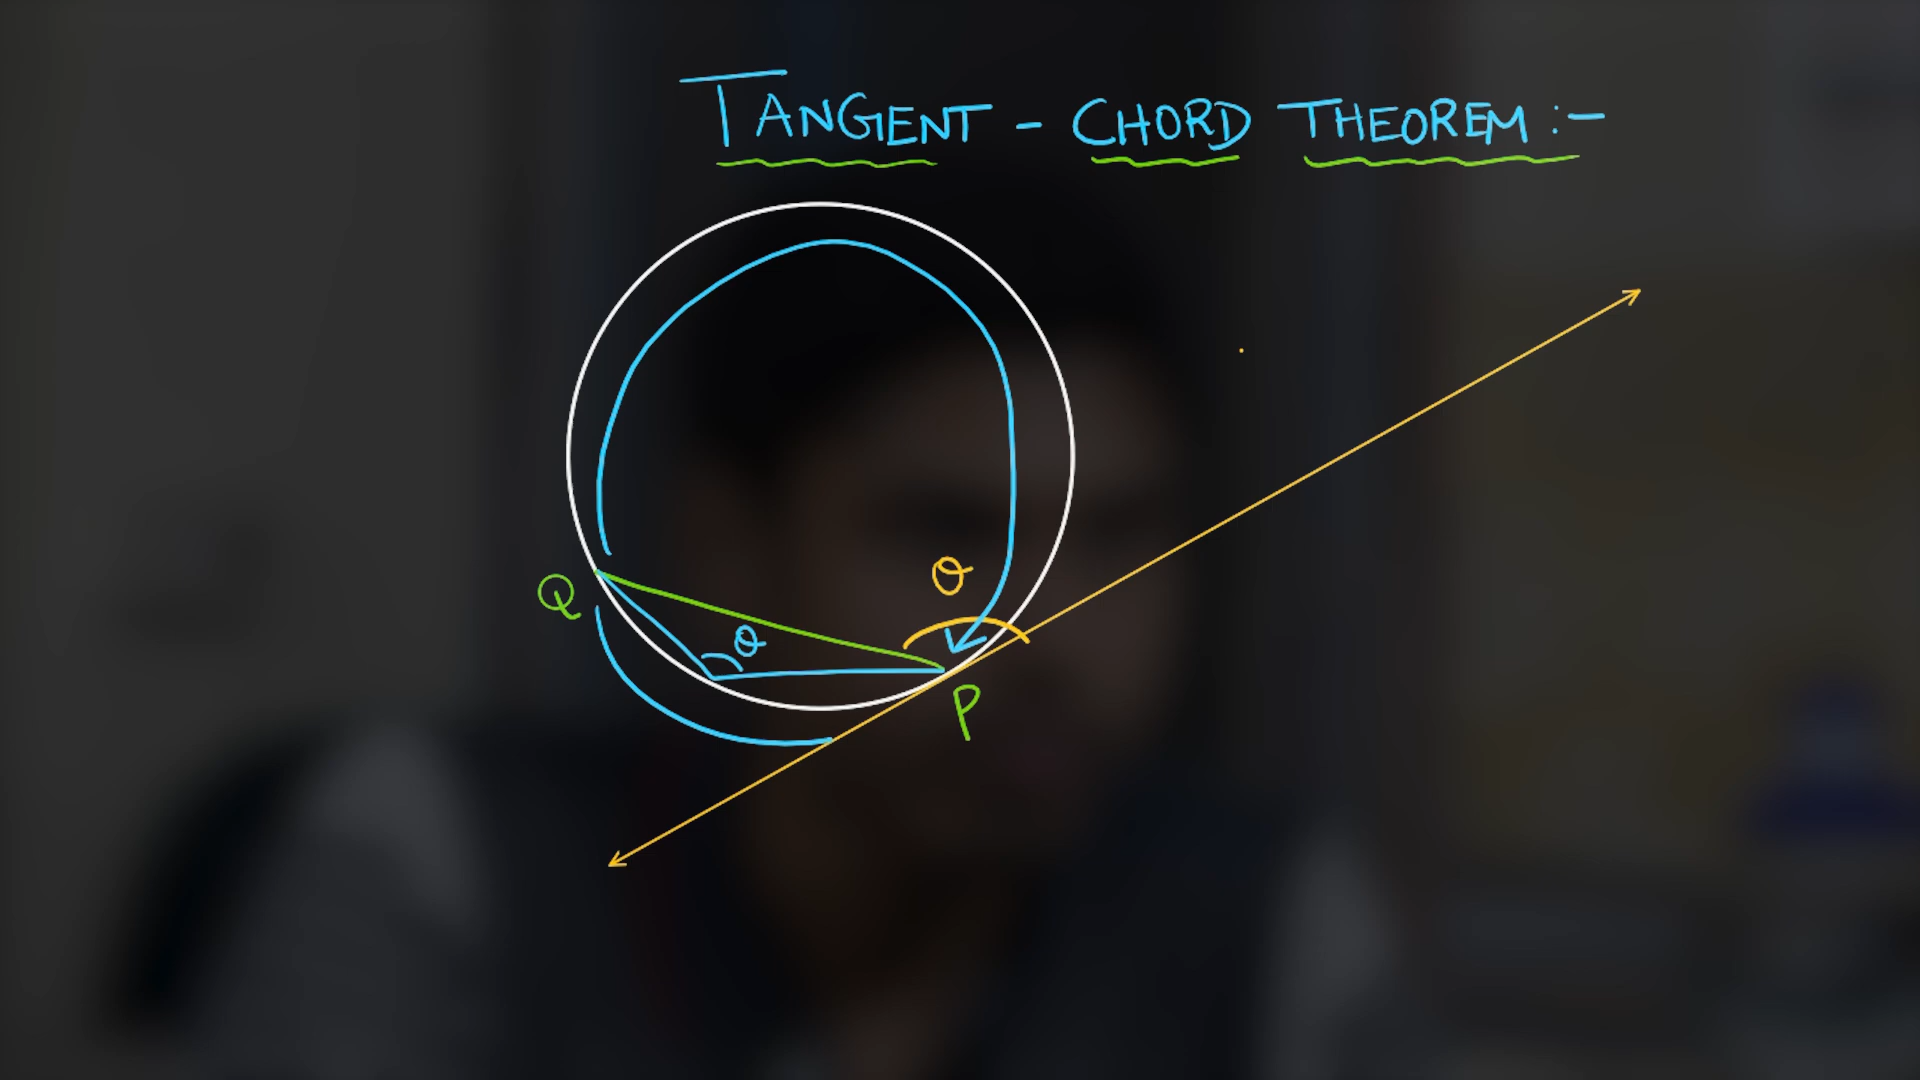 TANGENT - CHORD THEOREM :-
θ
Q
θ
P